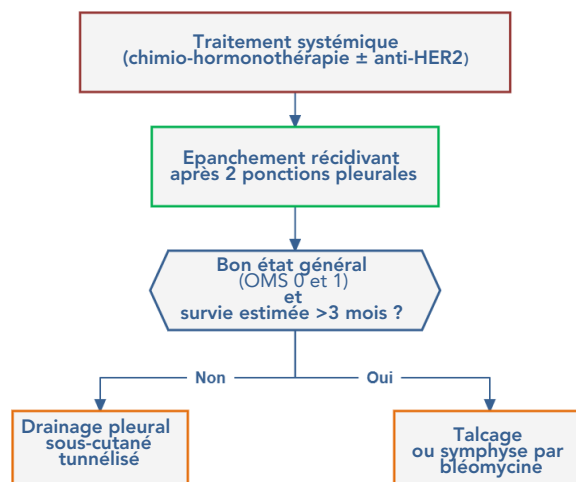 Traitement systémique
(chimio-hormonothérapie ± anti-HER2)
Epanchement récidivant
après 2 ponctions pleurales
Bon état général
(OMS 0 et 1)
et
survie estimée >3 mois ?
Non
Oui
Drainage pleural
sous-cutané
tunnélisé
Talcage
ou symphyse par
bléomycine